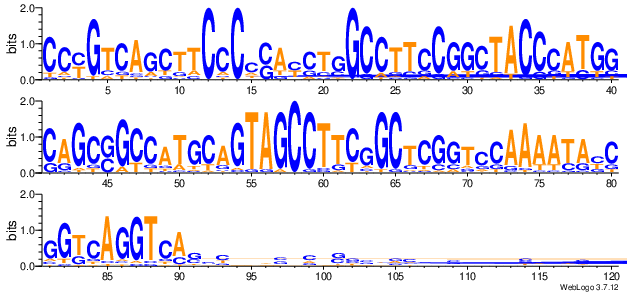 bits
2.0
1.0
0.0
CCCGTCAGCTTCCCCCACCTGGCCTTCCGGCTACCCATGG
5 10 15 20 25 30 35 40
bits
2.0
1.0
0.0
CAGCGGCCATGCAGTAGCCTTCGGCTCGGTCCAAAATACC
45 50 55 60 65 70 75 80
bits
2.0
1.0
0.0
GGTCAGGTCA
85 90 95 100 105 110 115 120
WebLogo 3.7.12